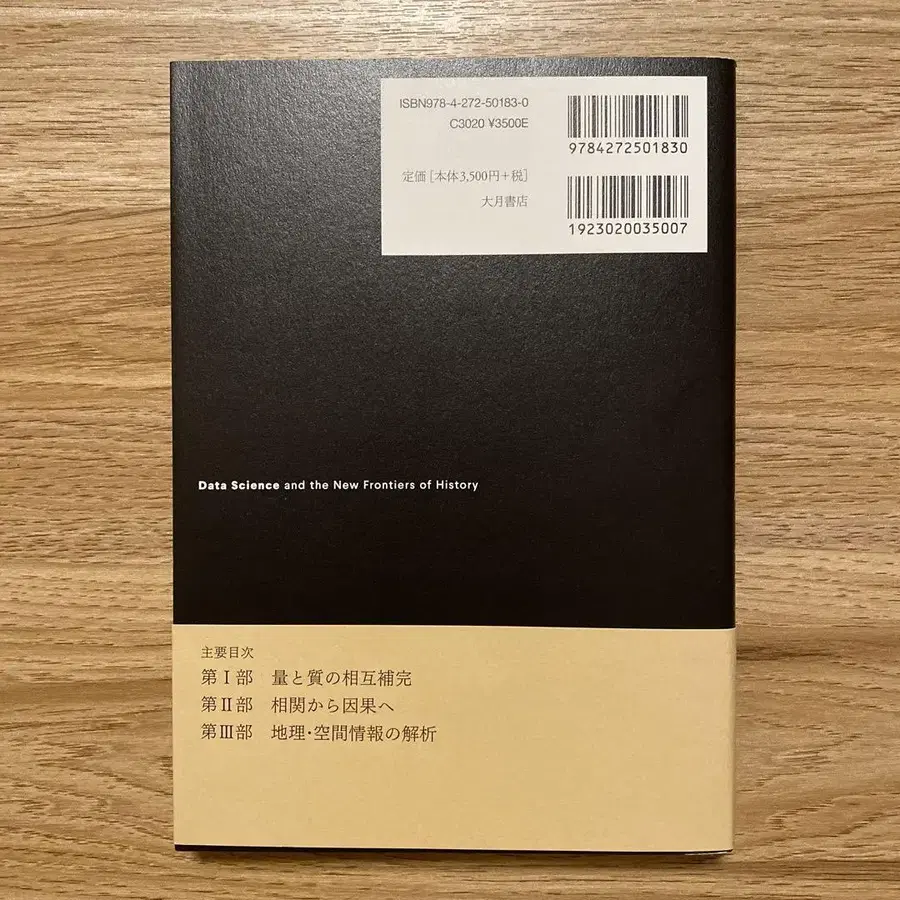 ISBN978-4-272-50183-0
C3020 ¥3500E
9784272501830
定価［本体3,500円＋税］
大月書店
1923020035007
Data Science and the New Frontiers of History
主要目次
第Ⅰ部　量と質の相互補完
第Ⅱ部　相関から因果へ
第Ⅲ部　地理・空間情報の解析